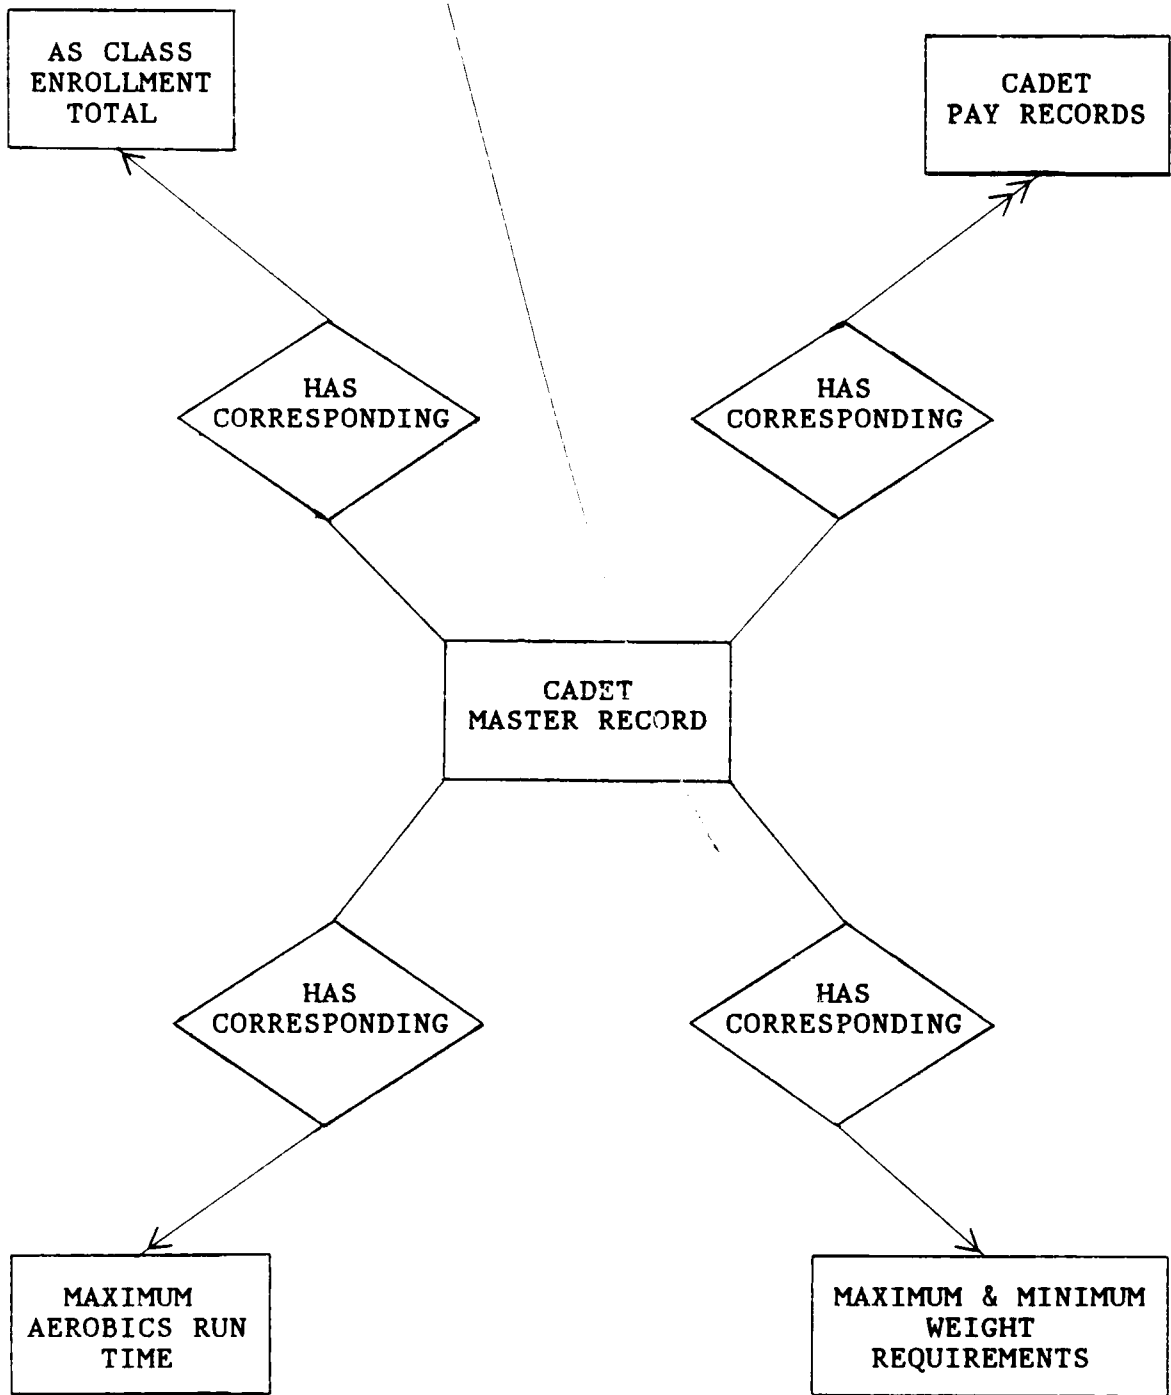 AS CLASS
ENROLLMENT
TOTAL
CADET
PAY RECORDS
HAS
CORRESPONDING
HAS
CORRESPONDING
CADET
MASTER RECORD
HAS
CORRESPONDING
HAS
CORRESPONDING
MAXIMUM
AEROBICS RUN
TIME
MAXIMUM & MINIMUM
WEIGHT
REQUIREMENTS